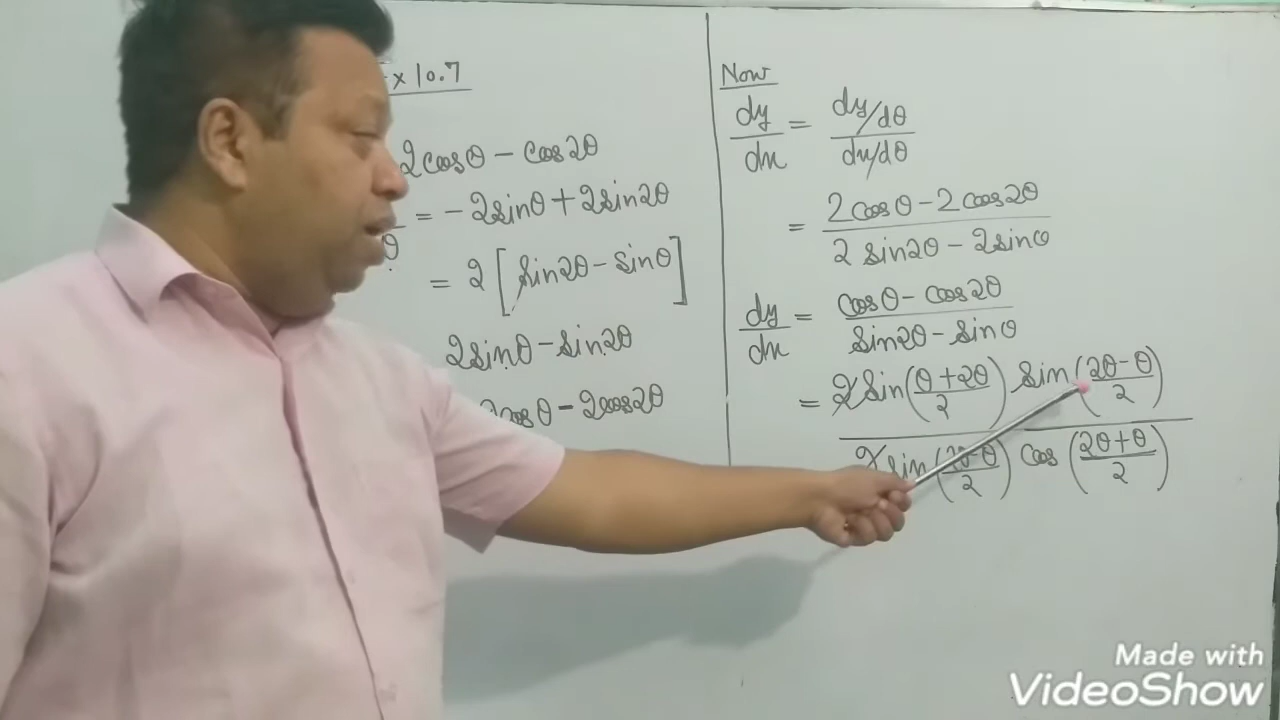 × 10.7
2cosθ − cos2θ
= −2sinθ + 2sin2θ
θ
= 2 [sin2θ − sinθ]
2sinθ − sin2θ
2cosθ − 2cos2θ
Now
dy/dx = (dy/dθ)/(dx/dθ)
= (2cosθ − 2cos2θ)/(2sin2θ − 2sinθ)
dy/dx = (cosθ − cos2θ)/(sin2θ − sinθ)
= 2sin((θ+2θ)/2) sin((2θ−θ)/2)
2sin((2θ−θ)/2) cos((2θ+θ)/2)
Made with
VideoShow